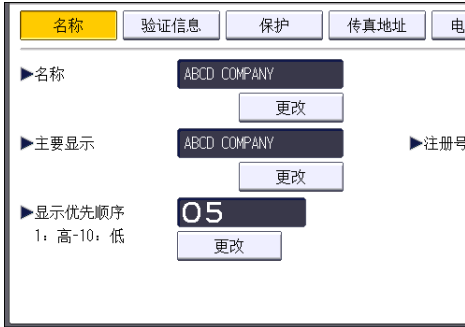 名称 验证信息 保护 传真地址 电
▶名称 ABCD COMPANY
更改
▶主要显示 ABCD COMPANY ▶注册号
更改
▶显示优先顺序 05
1：高-10：低 更改